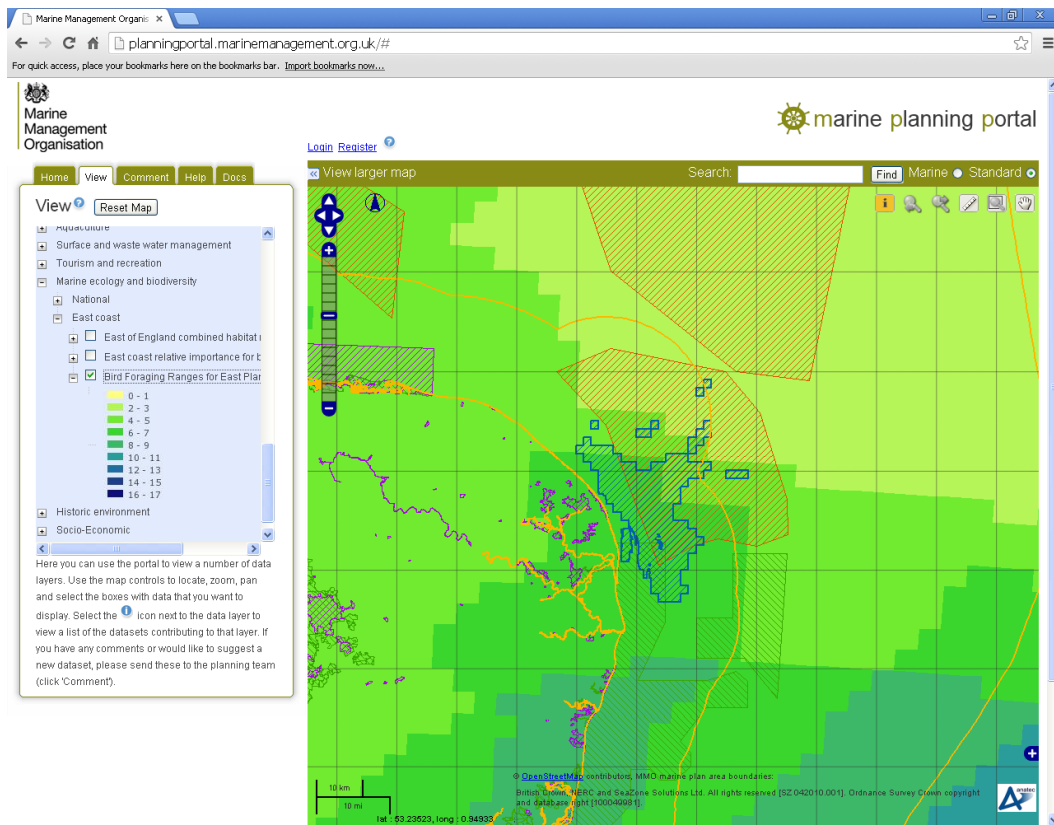 Marine Management Organis
planningportal.marinemanagement.org.uk/#
For quick access, place your bookmarks here on the bookmarks bar. Import bookmarks now...
Marine
Management
Organisation
marine planning portal
Login Register ?
Home View Comment Help Docs
« View larger map Search: Find Marine Standard
View ? Reset Map
Aquaculture
Surface and waste water management
Tourism and recreation
Marine ecology and biodiversity
National
East coast
East of England combined habitat
East coast relative importance for b
Bird Foraging Ranges for East Plar
0 - 1
2 - 3
4 - 5
6 - 7
8 - 9
10 - 11
12 - 13
14 - 15
16 - 17
Historic environment
Socio-Economic
Here you can use the portal to view a number of data
layers. Use the map controls to locate, zoom, pan
and select the boxes with data that you want to
display. Select the i icon next to the data layer to
view a list of the datasets contributing to that layer. If
you have any comments or would like to suggest a
new dataset, please send these to the planning team
(click 'Comment').
10 km
10 mi
lat : 53.23523, long : 0.94933
© OpenStreetMap contributors, MMO marine plan area boundaries:
British Crown, NERC and SeaZone Solutions Ltd. All rights reserved [SZ 042010.001]. Ordnance Survey Crown copyright
and database right [100049981].
anatec